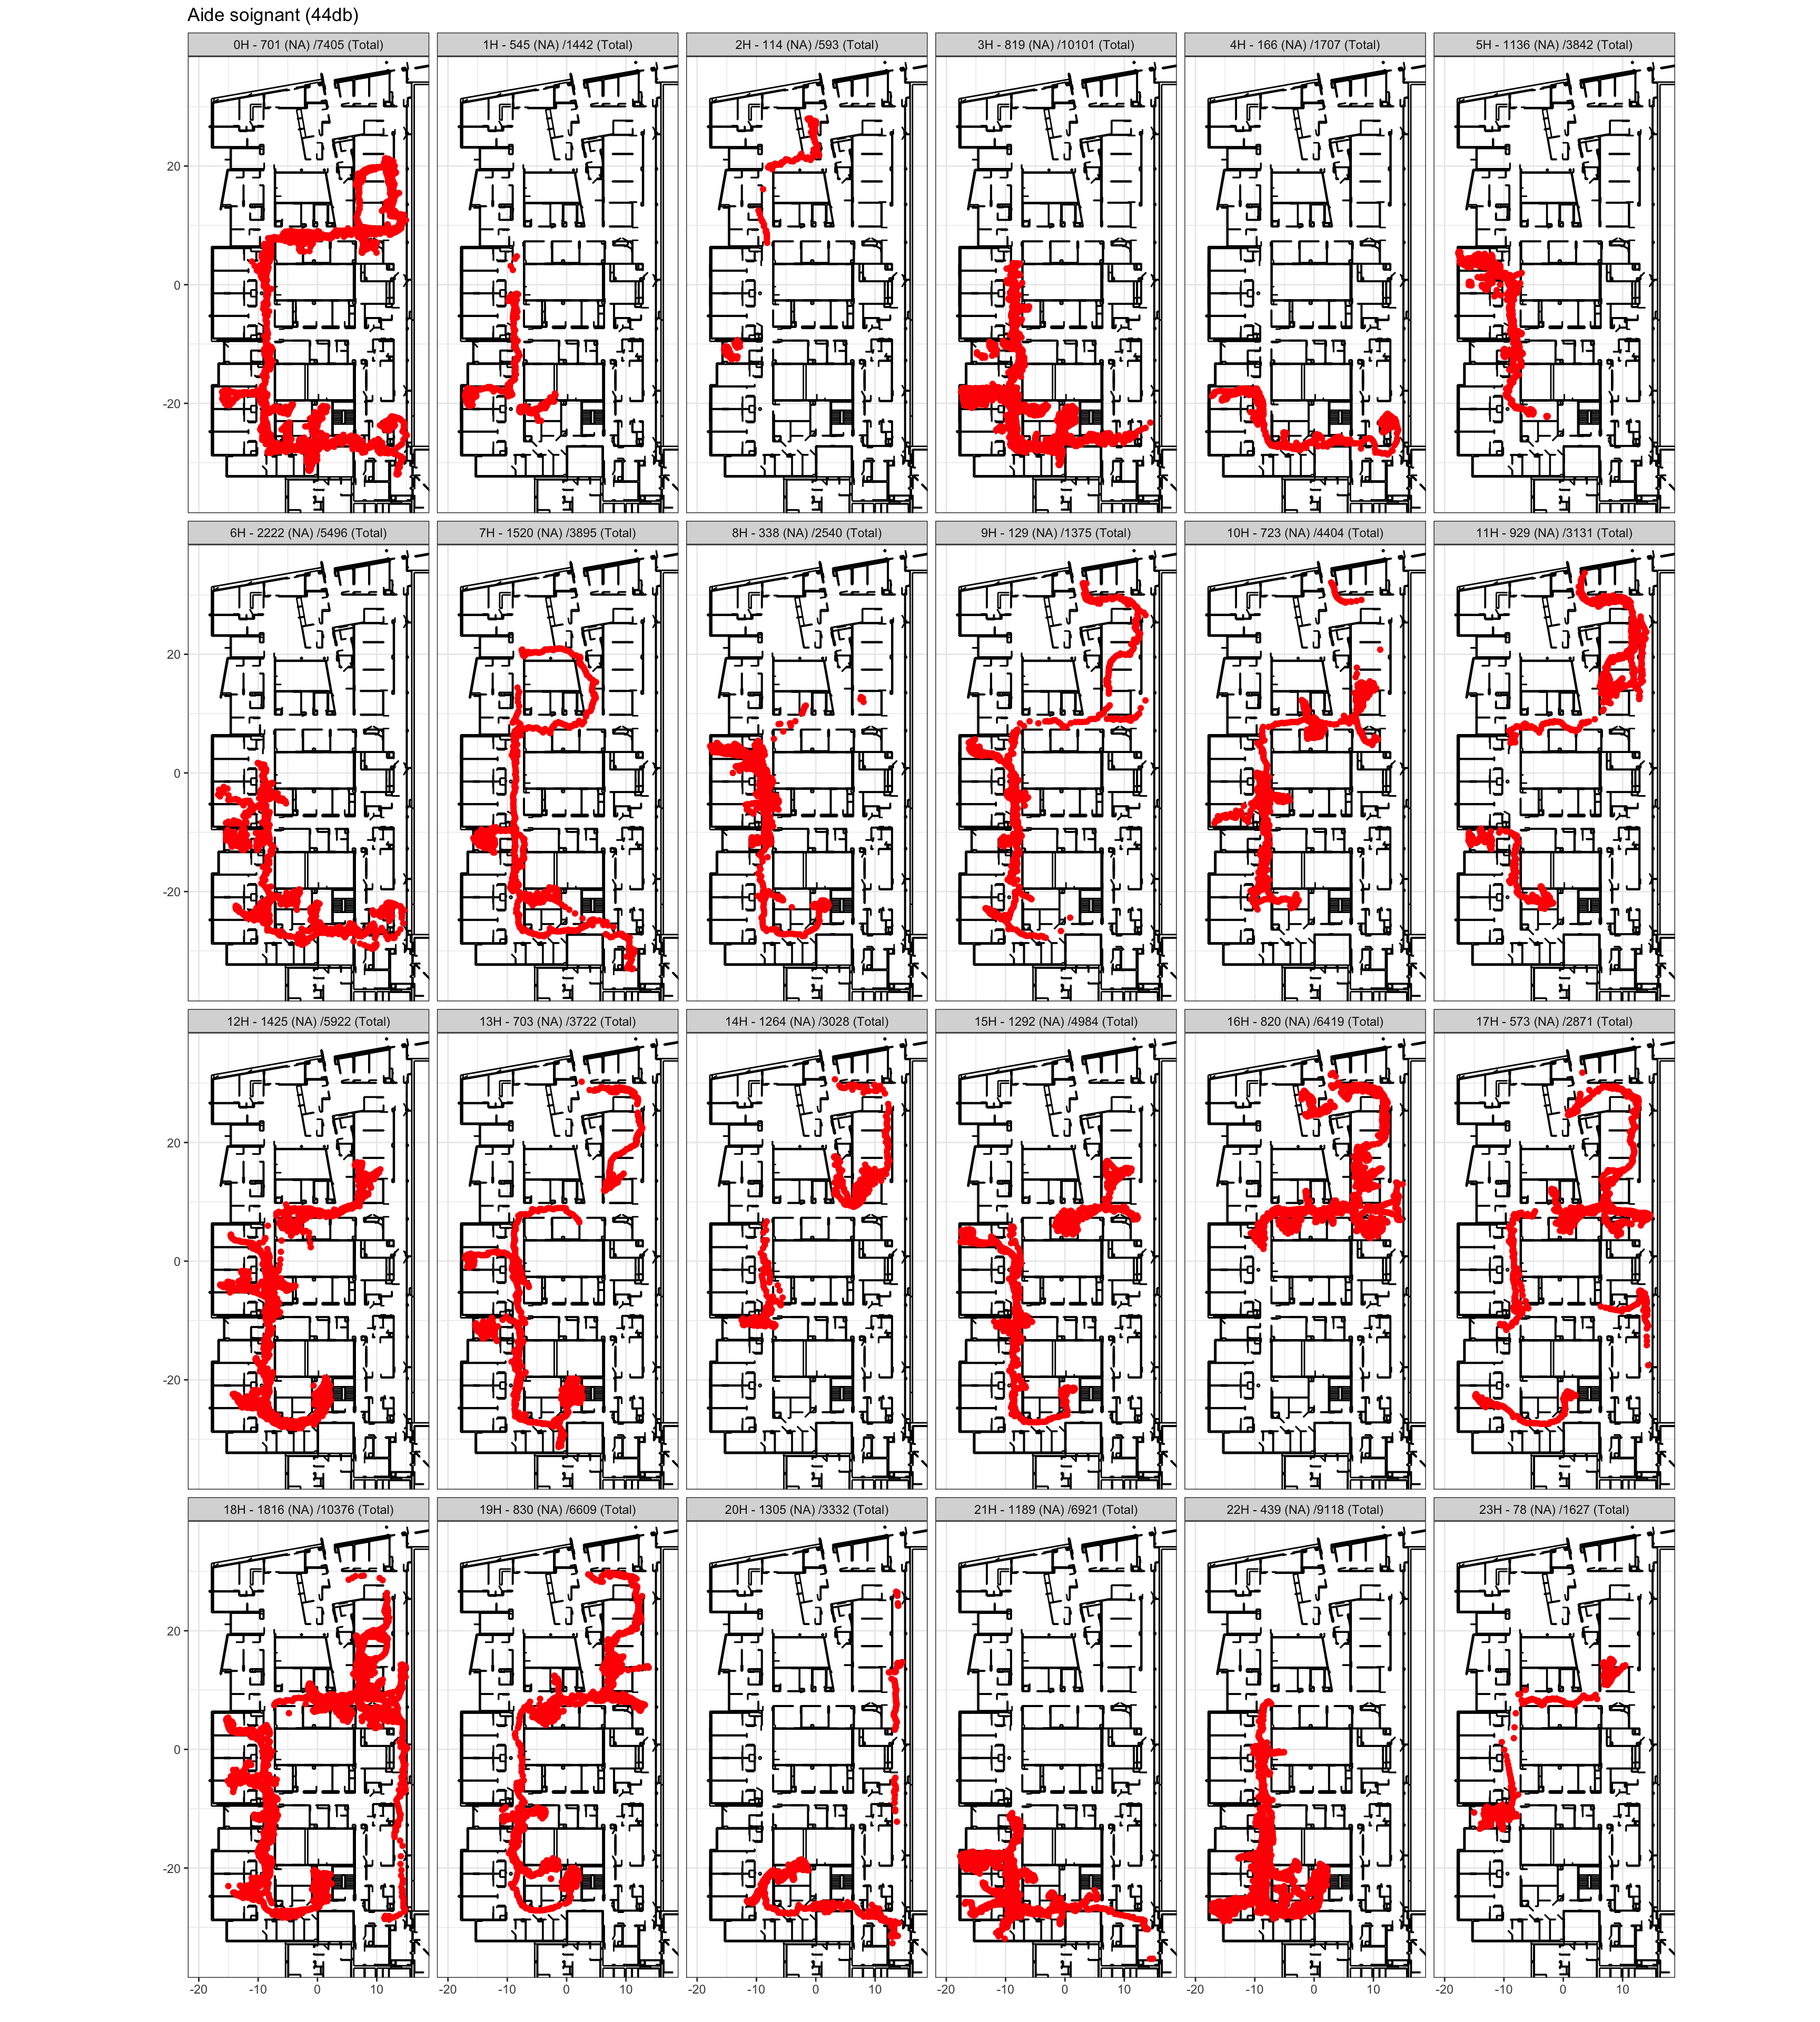 Aide soignant (44db)
0H - 701 (NA) /7405 (Total)
1H - 545 (NA) /1442 (Total)
2H - 114 (NA) /593 (Total)
3H - 819 (NA) /10101 (Total)
4H - 166 (NA) /1707 (Total)
5H - 1136 (NA) /3842 (Total)
20
0
-20
6H - 2222 (NA) /5496 (Total)
7H - 1520 (NA) /3895 (Total)
8H - 338 (NA) /2540 (Total)
9H - 129 (NA) /1375 (Total)
10H - 723 (NA) /4404 (Total)
11H - 929 (NA) /3131 (Total)
20
0
-20
12H - 1425 (NA) /5922 (Total)
13H - 703 (NA) /3722 (Total)
14H - 1264 (NA) /3028 (Total)
15H - 1292 (NA) /4984 (Total)
16H - 820 (NA) /6419 (Total)
17H - 573 (NA) /2871 (Total)
20
0
-20
18H - 1816 (NA) /10376 (Total)
19H - 830 (NA) /6609 (Total)
20H - 1305 (NA) /3332 (Total)
21H - 1189 (NA) /6921 (Total)
22H - 439 (NA) /9118 (Total)
23H - 78 (NA) /1627 (Total)
20
0
-20
-20 -10 0 10
-20 -10 0 10
-20 -10 0 10
-20 -10 0 10
-20 -10 0 10
-20 -10 0 10